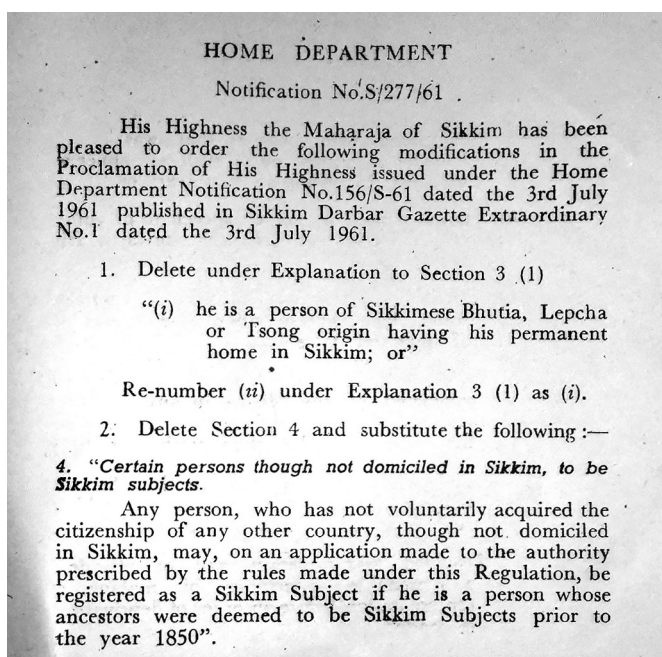 HOME DEPARTMENT
Notification No.S/277/61 .
His Highness the Maharaja of Sikkim has been
pleased to order the following modifications in the
Proclamation of His Highness issued under the Home
Department Notification No.156/S-61 dated the 3rd July
1961 published in Sikkim Darbar Gazette Extraordinary
No.1 dated the 3rd July 1961.
1. Delete under Explanation to Section 3 (1)
“(i) he is a person of Sikkimese Bhutia, Lepcha
or Tsong origin having his permanent
home in Sikkim; or”
Re-number (ii) under Explanation 3 (1) as (i).
2. Delete Section 4 and substitute the following :—
4. “Certain persons though not domiciled in Sikkim, to be
Sikkim subjects.
Any person, who has not voluntarily acquired the
citizenship of any other country, though not domiciled
in Sikkim, may, on an application made to the authority
prescribed by the rules made under this Regulation, be
registered as a Sikkim Subject if he is a person whose
ancestors were deemed to be Sikkim Subjects prior to
the year 1850”.